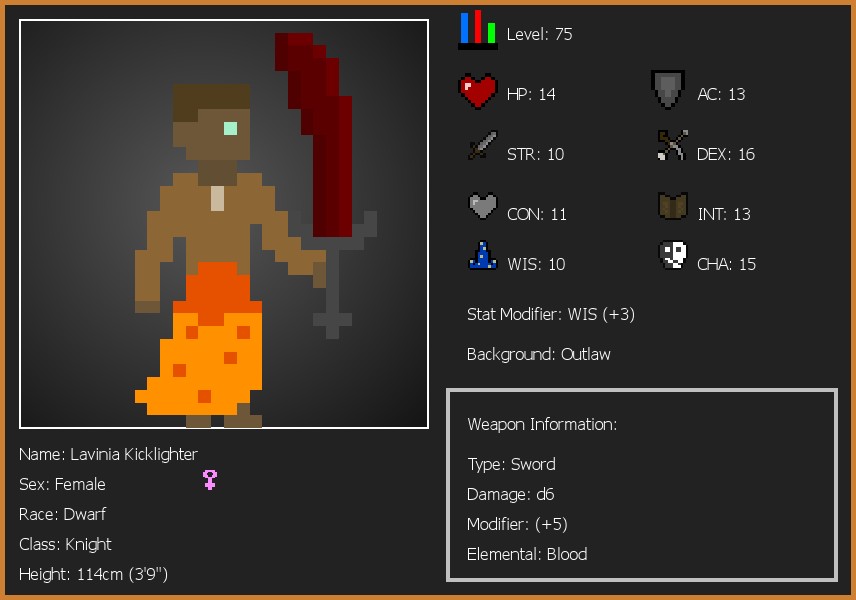 Level: 75
HP: 14
AC: 13
STR: 10
DEX: 16
CON: 11
INT: 13
WIS: 10
CHA: 15
Stat Modifier: WIS (+3)
Background: Outlaw
Weapon Information:
Type: Sword
Damage: d6
Modifier: (+5)
Elemental: Blood
Name: Lavinia Kicklighter
Sex: Female
Race: Dwarf
Class: Knight
Height: 114cm (3'9")